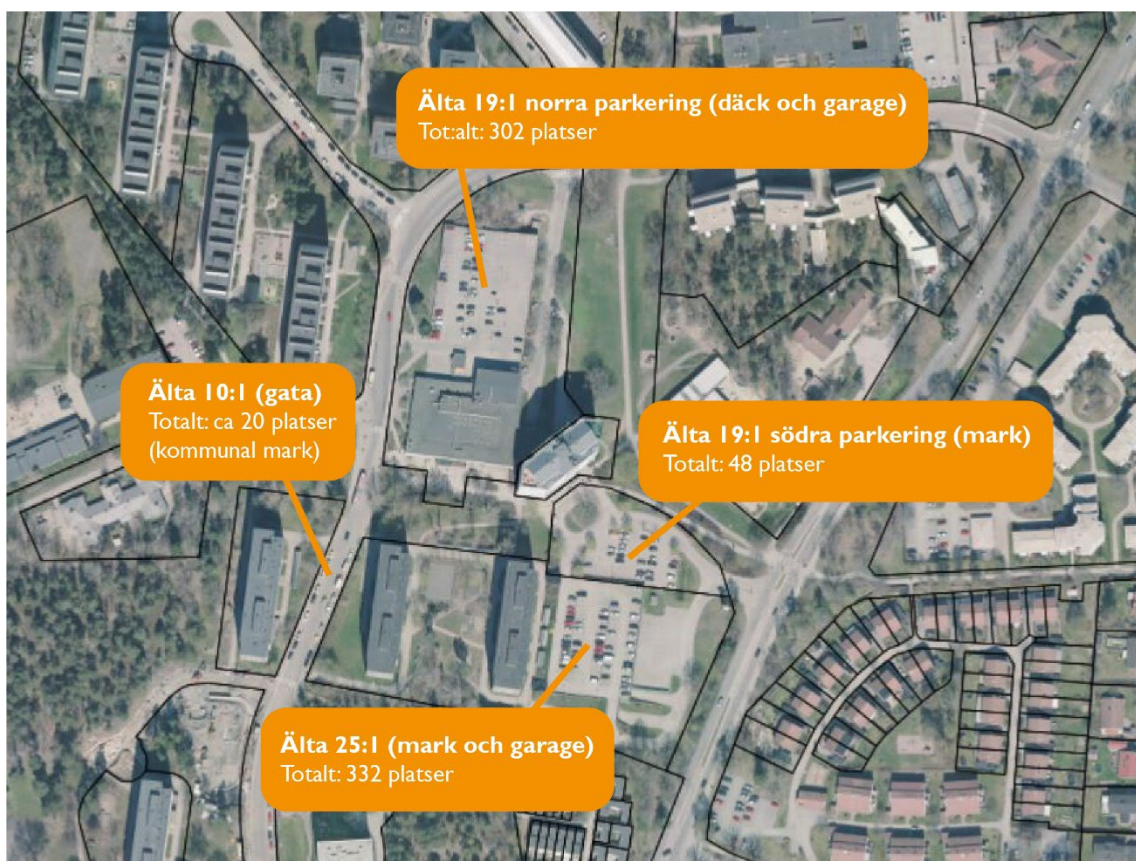 Älta 19:1 norra parkering (däck och garage)
Tot:alt: 302 platser
Älta 10:1 (gata)
Totalt: ca 20 platser
(kommunal mark)
Älta 19:1 södra parkering (mark)
Totalt: 48 platser
Älta 25:1 (mark och garage)
Totalt: 332 platser